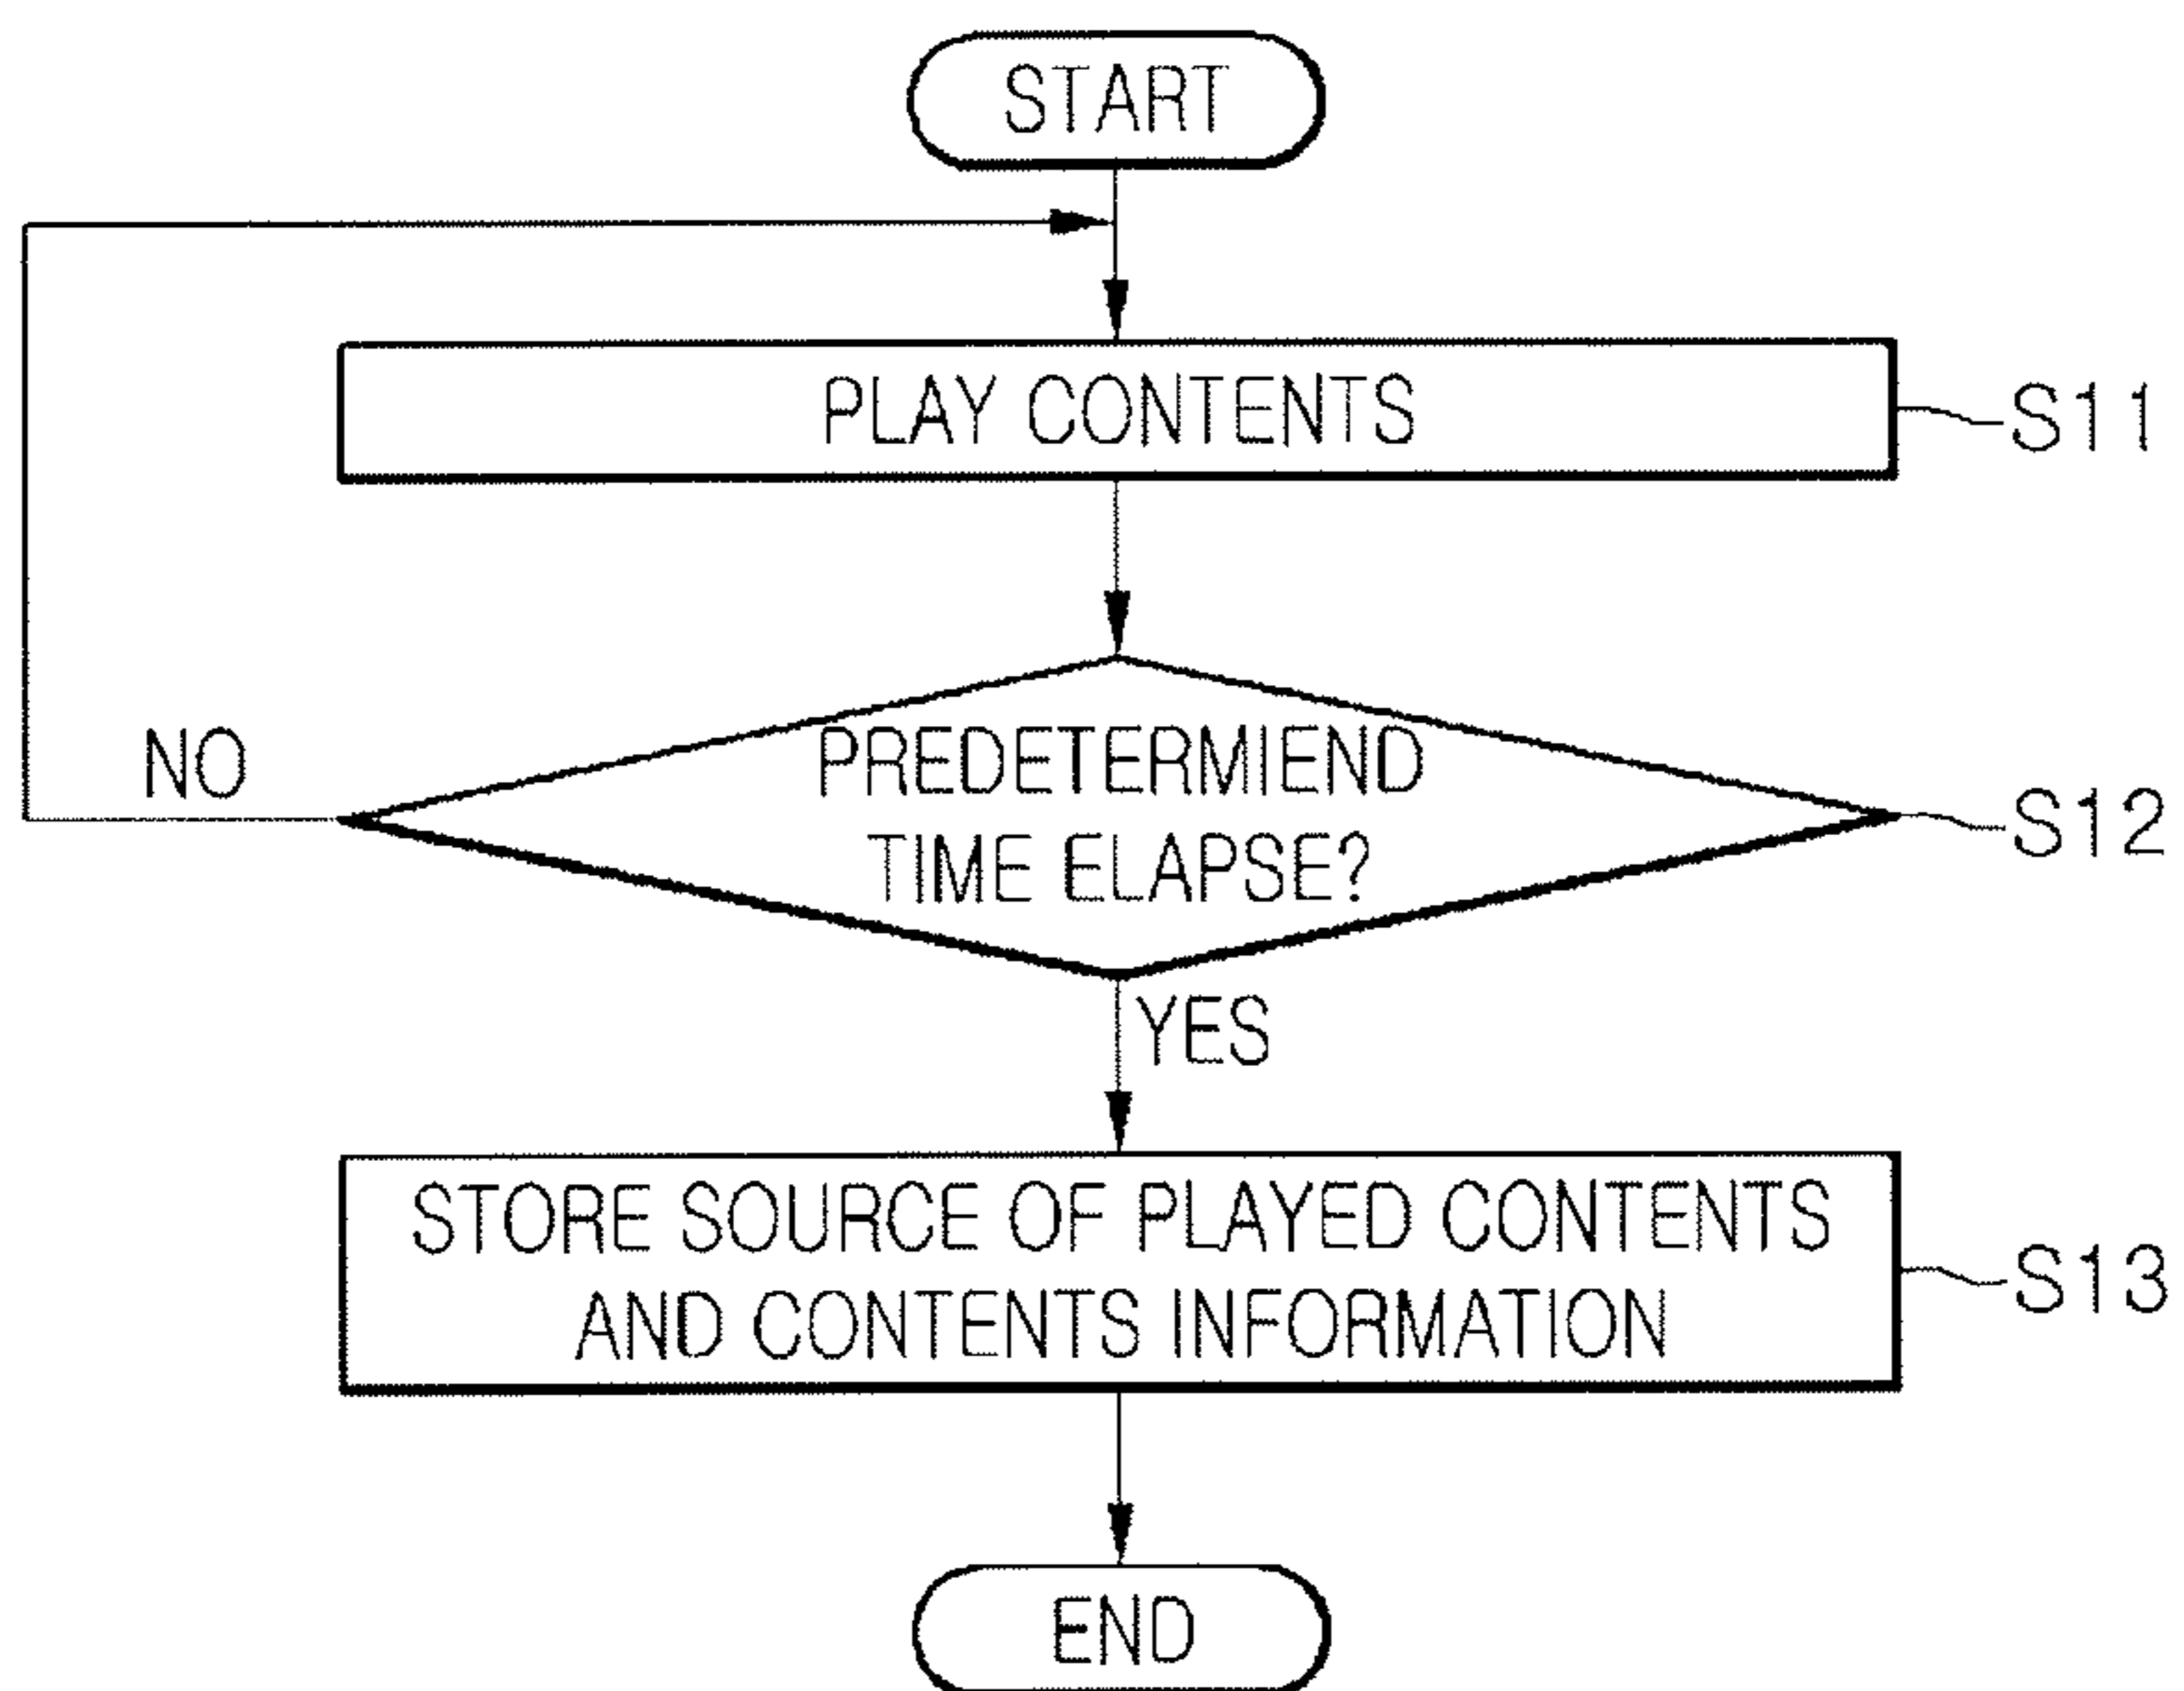 START
PLAY CONTENTS
S11
NO
PREDETERMIEND
TIME ELAPSE?
S12
YES
STORE SOURCE OF PLAYED CONTENTS
AND CONTENTS INFORMATION
S13
END